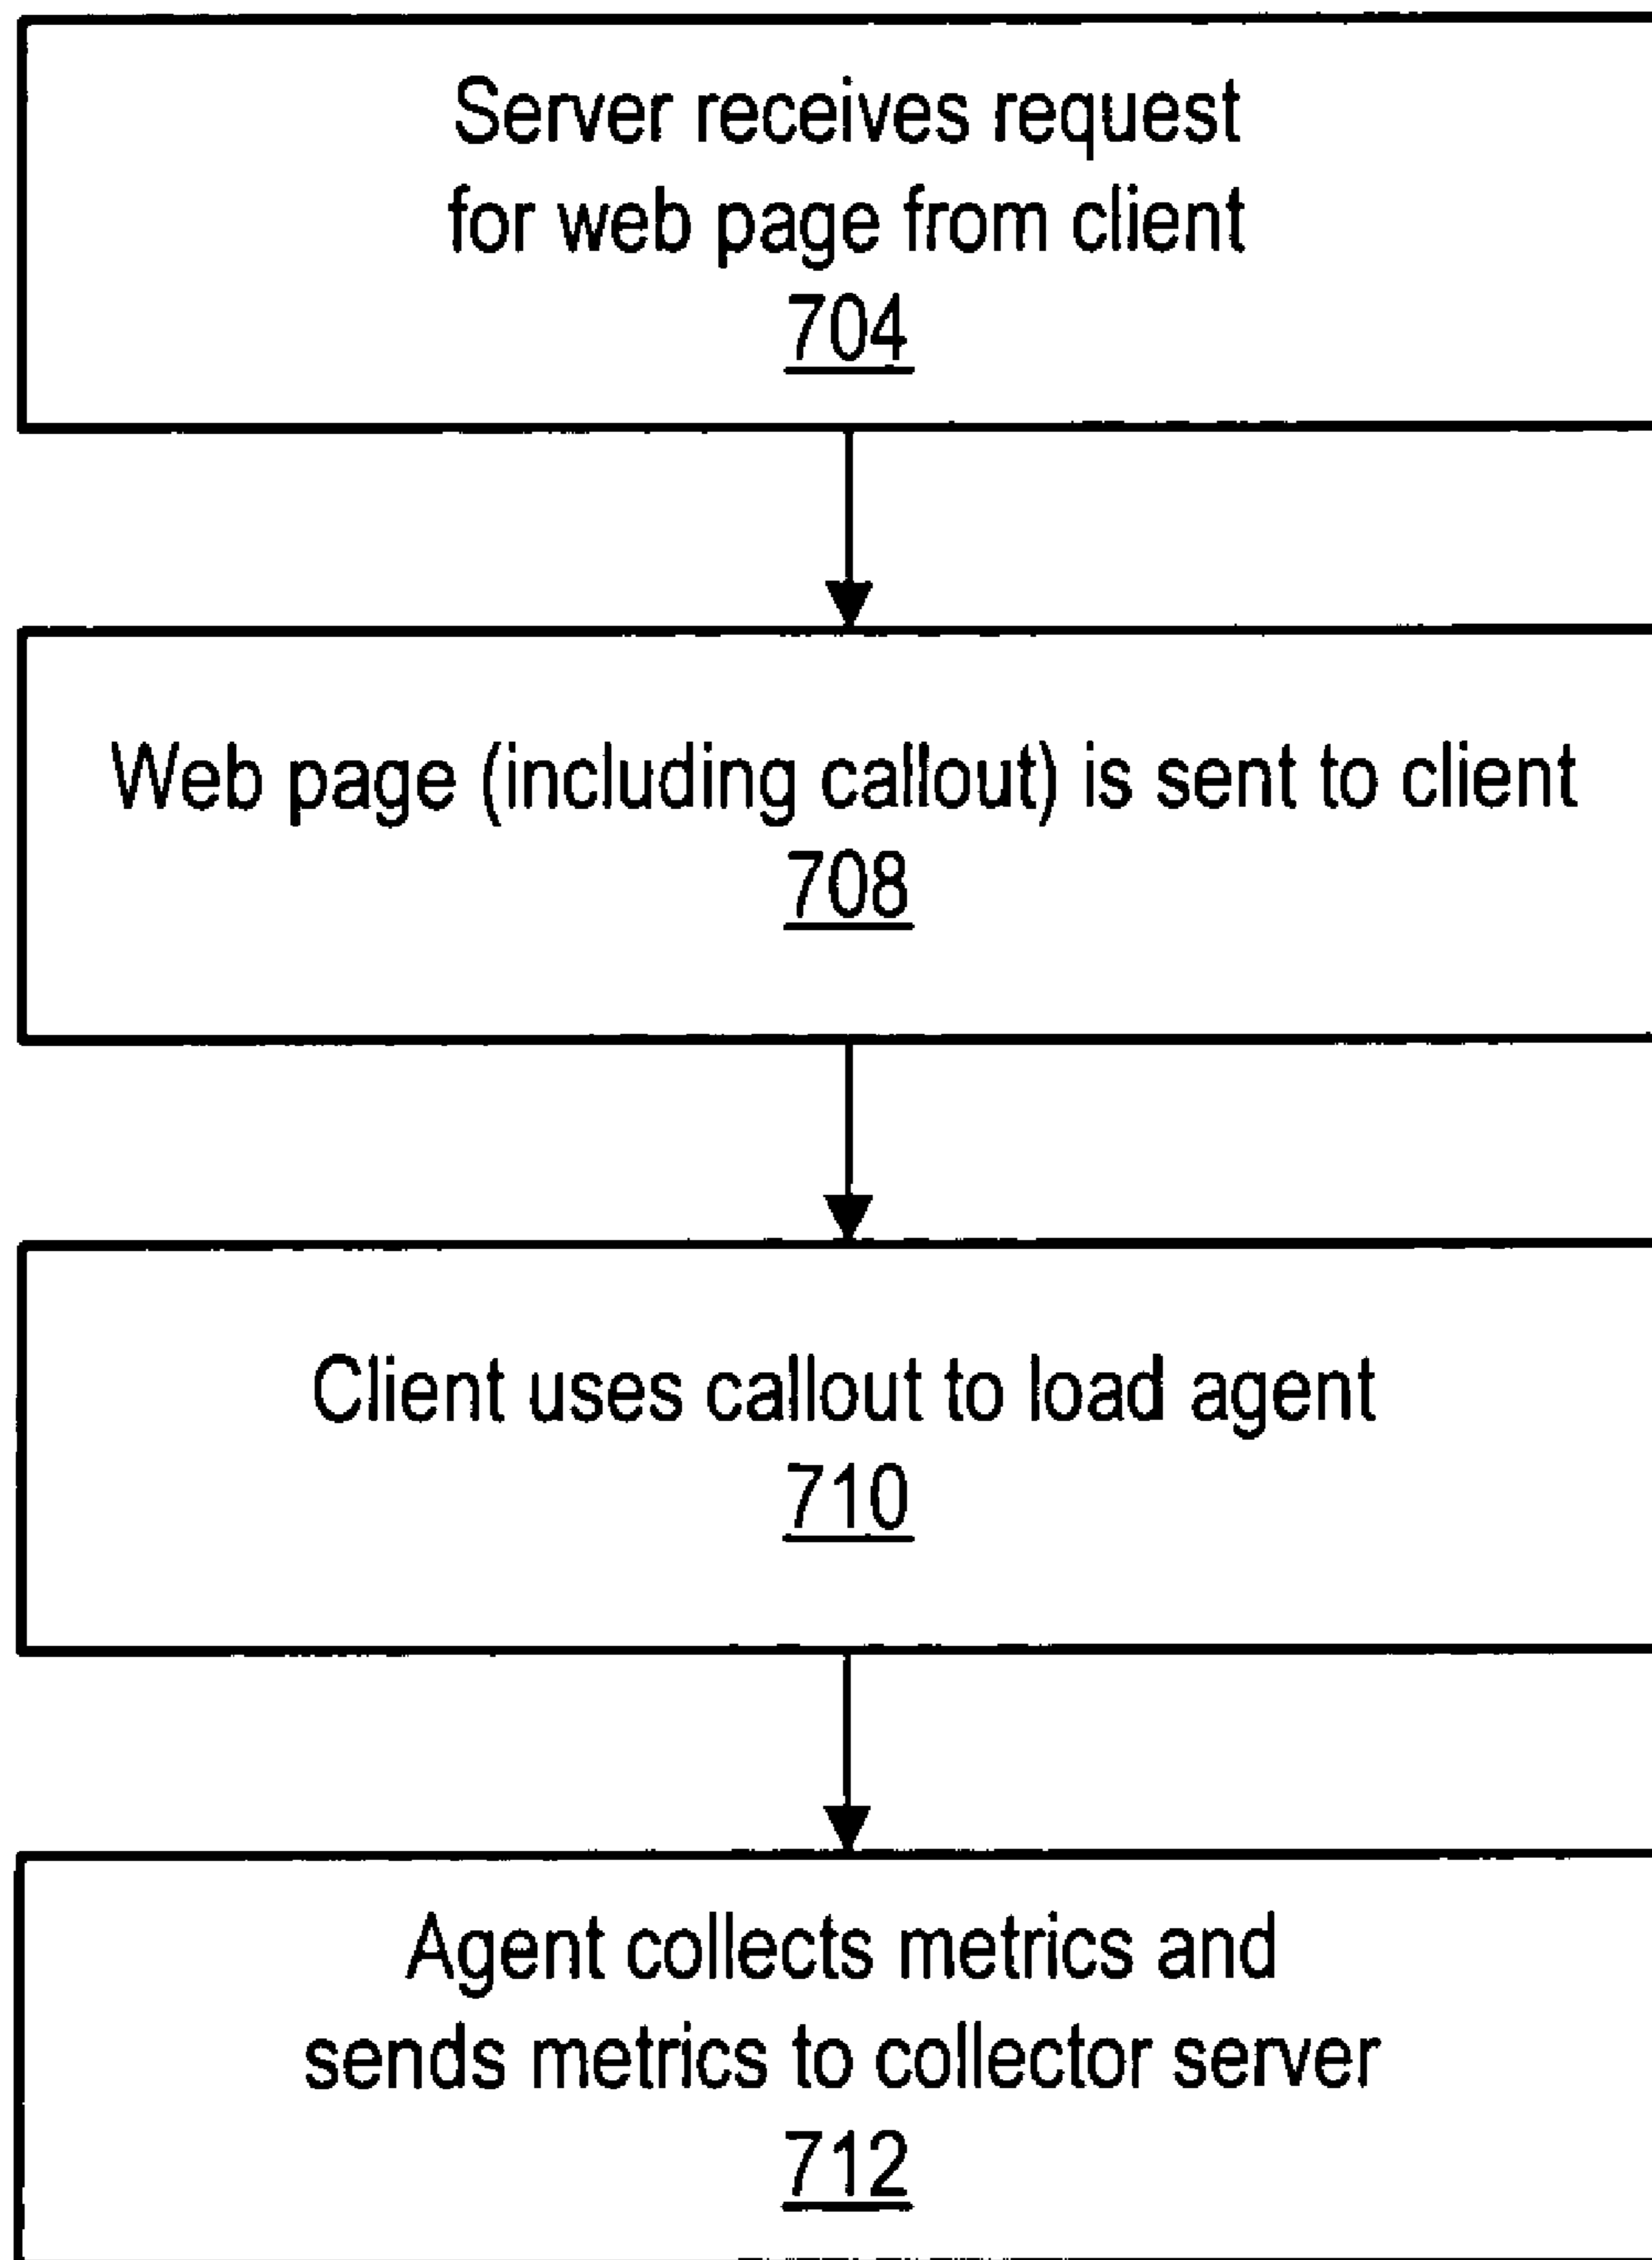 Server receives request
for web page from client
704
Web page (including callout) is sent to client
708
Client uses callout to load agent
710
Agent collects metrics and
sends metrics to collector server
712